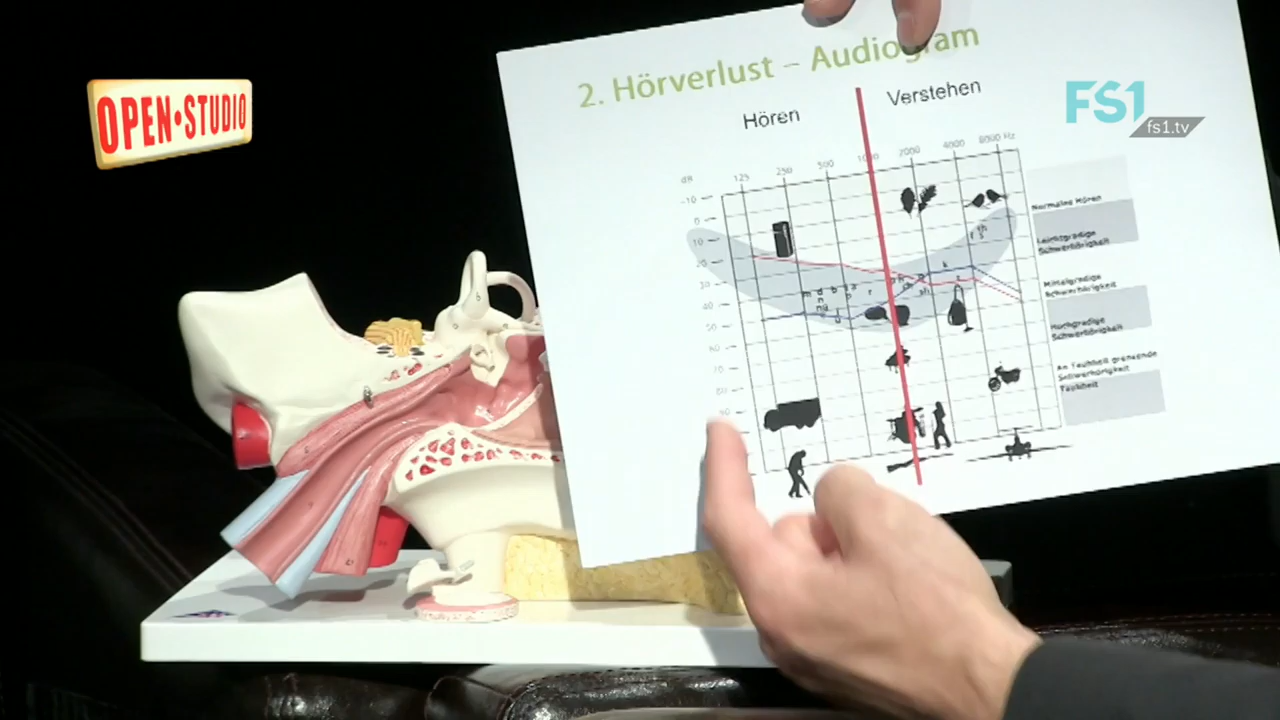 OPEN•STUDIO
FS1
fs1.tv
2. Hörverlust – Audiogram
Hören
Verstehen
dB
125 250 500 1000 2000 4000 8000 Hz
-10
0
10
20
30
40
50
60
70
80
90
Normales Hören
Leichtgradige
Schwerhörigkeit
Mittelgradige
Schwerhörigkeit
Hochgradige
Schwerhörigkeit
An Taubheit grenzende
Schwerhörigkeit
Taubheit